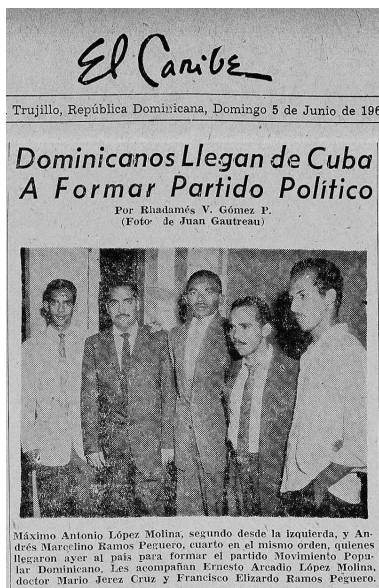 El Caribe
Trujillo, República Dominicana, Domingo 5 de Junio de 196
Dominicanos Llegan de Cuba
A Formar Partido Político
Por Rhadamés V. Gómez P.
(Foto de Juan Gautreau)
Máximo Antonio López Molina, segundo desde la izquierda, y An-
drés Marcelino Ramos Peguero, cuarto en el mismo orden, quienes
llegaron ayer al país para formar el partido Movimiento Popu-
lar Dominicano. Les acompañan Ernesto Arcadio López Molina,
doctor Mario Jerez Cruz y Francisco Elizardo Ramos Peguero